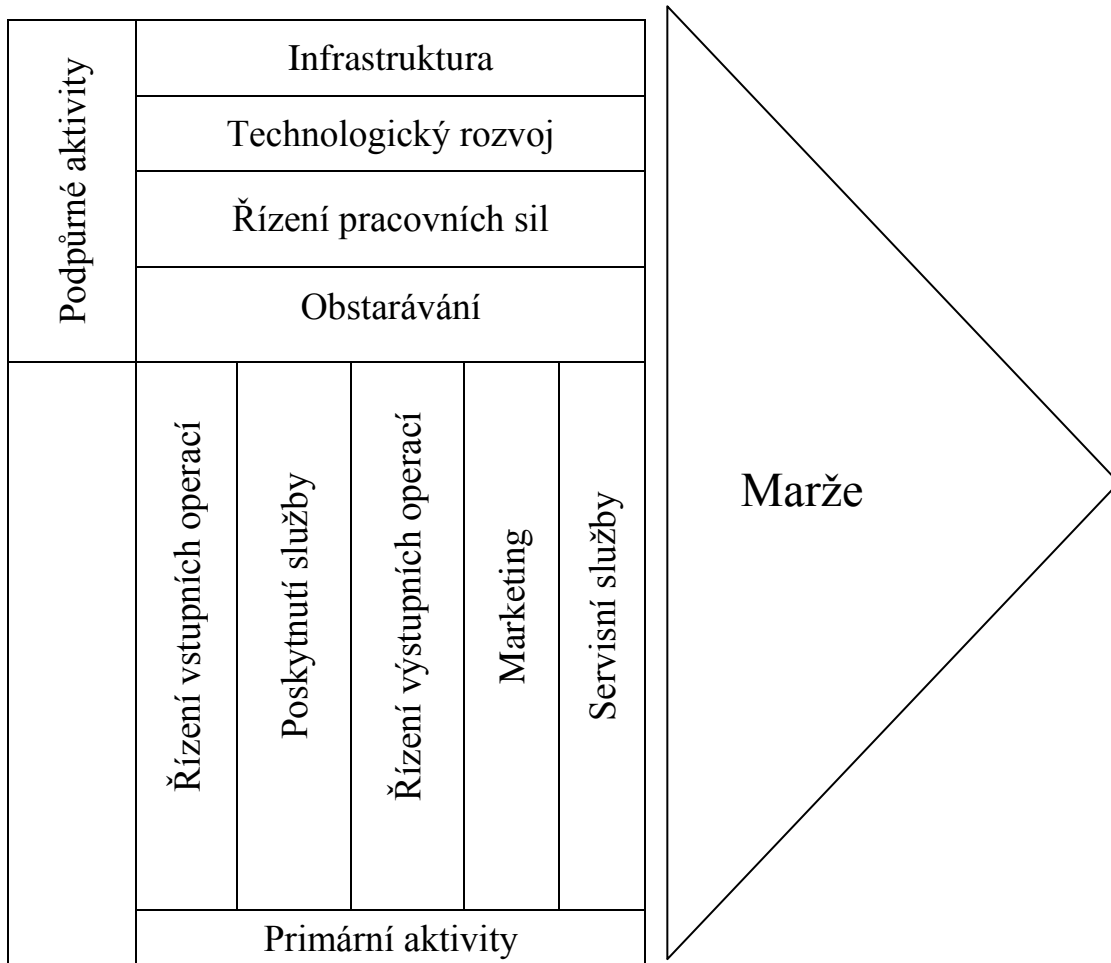 Podpůrné aktivity
Infrastruktura
Technologický rozvoj
Řízení pracovních sil
Obstarávání
Řízení vstupních operací
Poskytnutí služby
Řízení výstupních operací
Marketing
Servisní služby
Marže
Primární aktivity